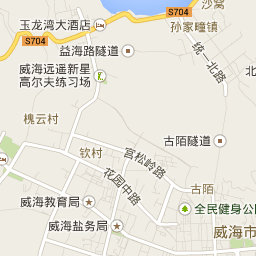 沙窝
玉龙湾大酒店
S704
孙家疃镇
S704
益海路隧道
统一北路
威海远遥新星
高尔夫练习场
槐云村
古陌隧道
钦村
宫松岭路
花园中路
古陌
威海教育局
全民健身公
威海盐务局
威海市